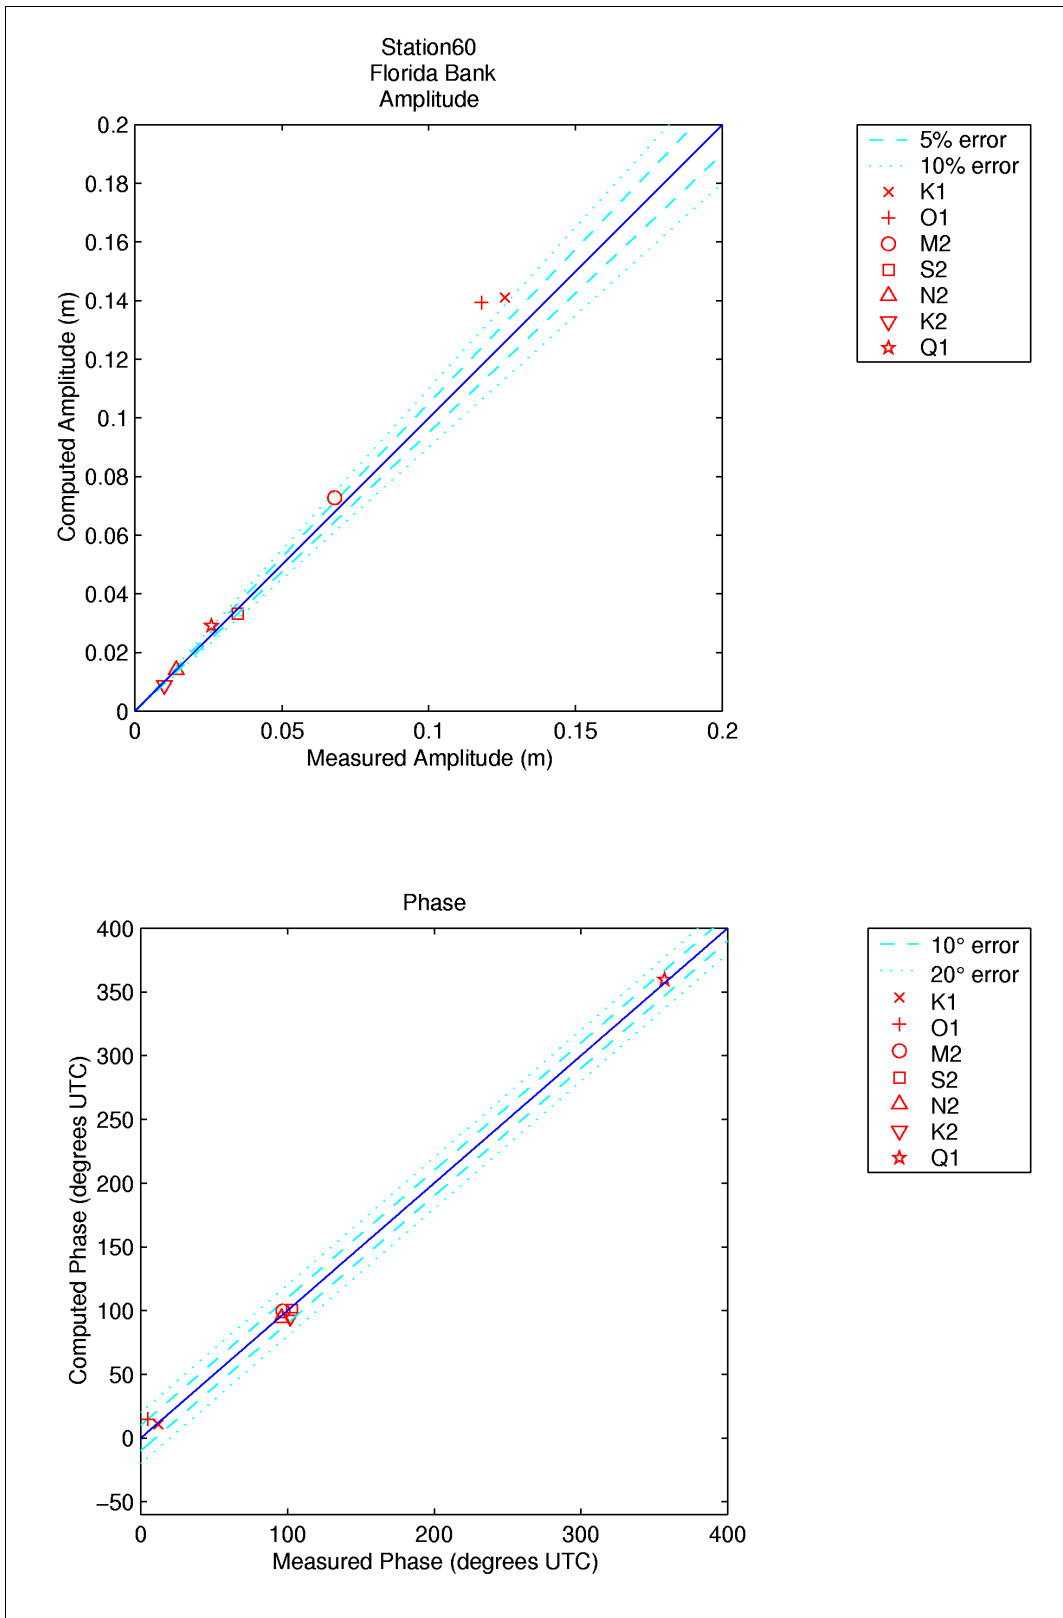 Station60
Florida Bank
Amplitude
0.2
0.18
0.16
0.14
0.12
0.1
0.08
0.06
0.04
0.02
0
0 0.05 0.1 0.15 0.2
Computed Amplitude (m)
Measured Amplitude (m)
5% error
10% error
K1
O1
M2
S2
N2
K2
Q1
Phase
400
350
300
250
200
150
100
50
0
−50
0 100 200 300 400
Computed Phase (degrees UTC)
Measured Phase (degrees UTC)
10° error
20° error
K1
O1
M2
S2
N2
K2
Q1